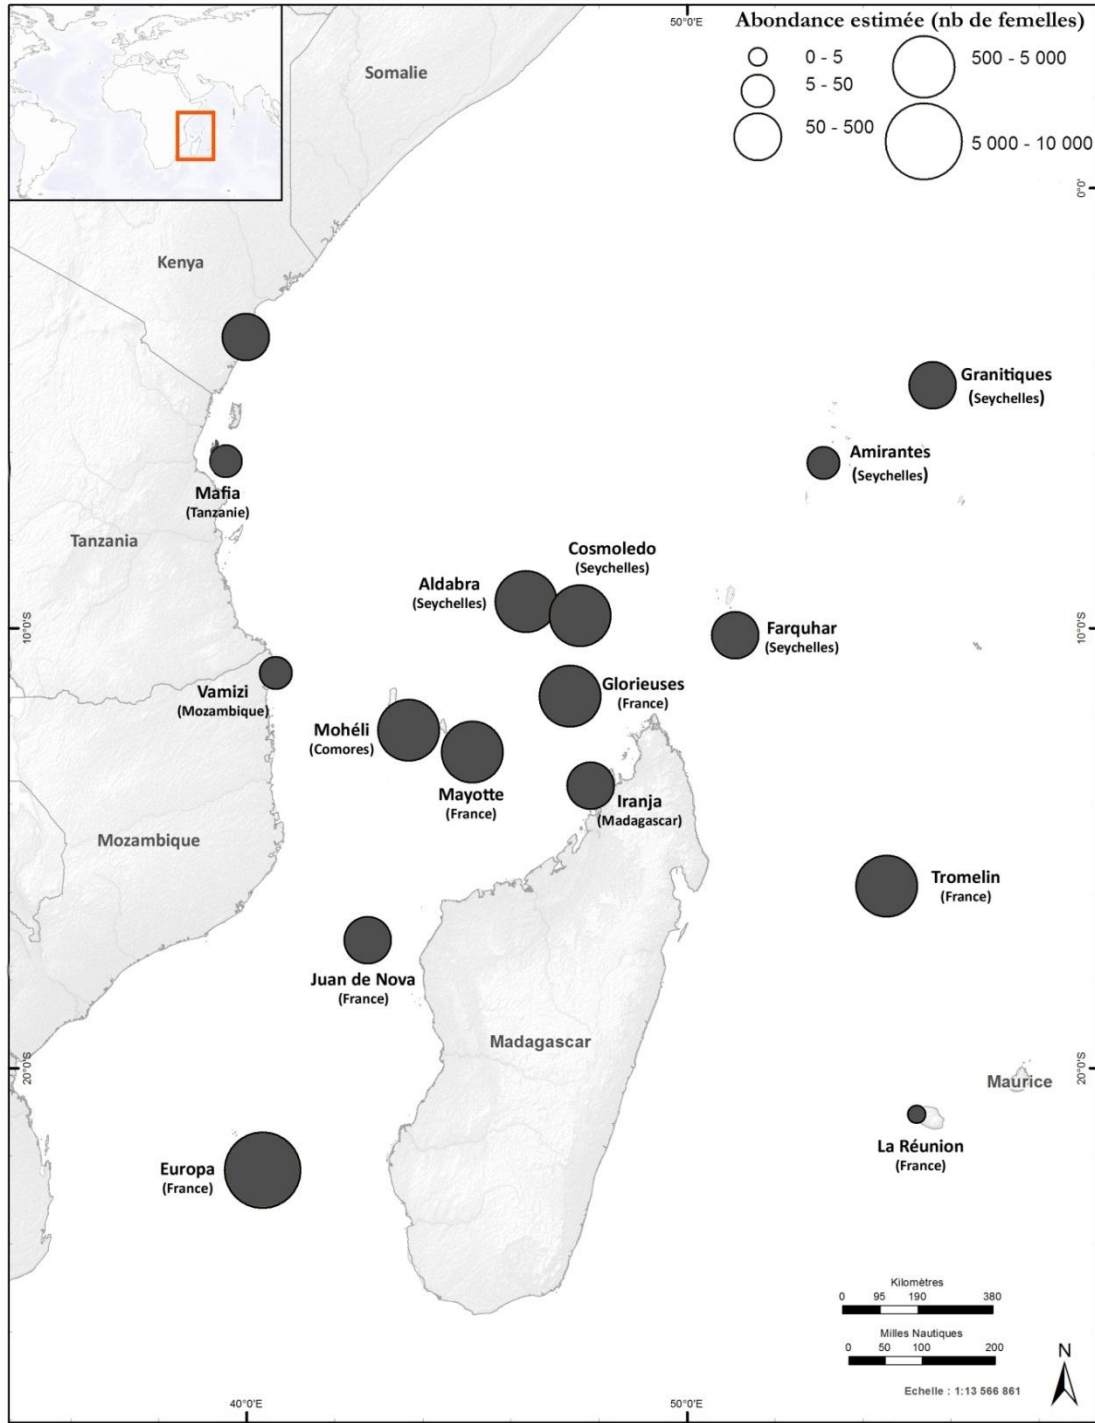 50°0'E
Abondance estimée (nb de femelles)
0 - 5
500 - 5 000
5 - 50
50 - 500
5 000 - 10 000
Somalie
0°0'
Kenya
Granitiques
(Seychelles)
Amirantes
(Seychelles)
Mafia
(Tanzanie)
Tanzania
Cosmoledo
(Seychelles)
Aldabra
(Seychelles)
10°0'S
10°0'S
Farquhar
(Seychelles)
Vamizi
(Mozambique)
Glorieuses
(France)
Mohéli
(Comores)
Mayotte
(France)
Iranja
(Madagascar)
Mozambique
Tromelin
(France)
Juan de Nova
(France)
Madagascar
20°0'S
20°0'S
Maurice
La Réunion
(France)
Europa
(France)
Kilomètres
0 95 190 380
Milles Nautiques
0 50 100 200
N
Echelle : 1:13 566 861
40°0'E
50°0'E